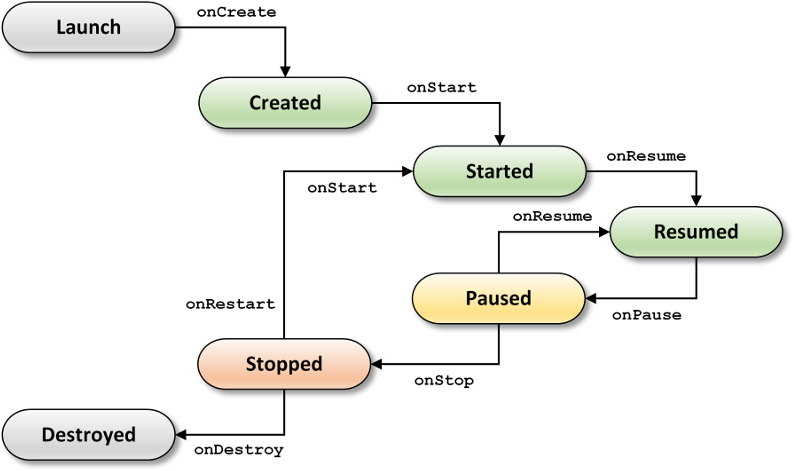 onCreate
Launch
onStart
Created
onResume
Started
onStart
onResume
Resumed
Paused
onRestart
onPause
Stopped
onStop
Destroyed
onDestroy